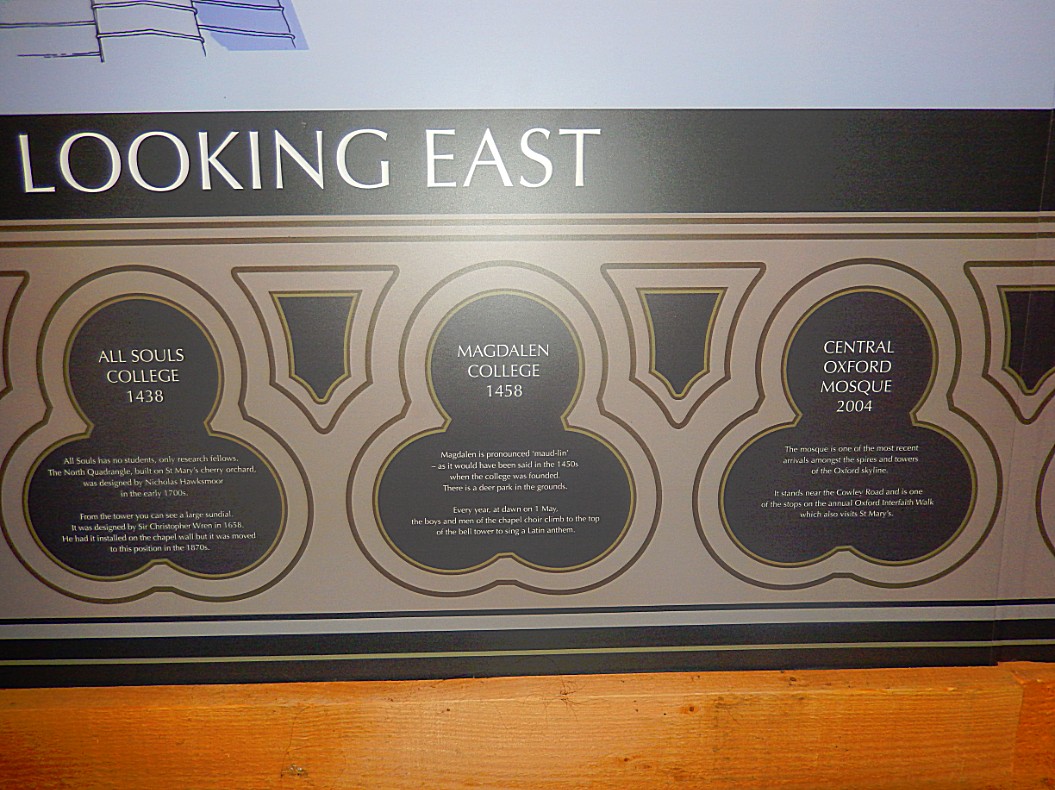 LOOKING EAST
ALL SOULS
COLLEGE
1438
All Souls has no students, only research fellows.
The North Quadrangle, built on St Mary's cherry orchard,
was designed by Nicholas Hawksmoor
in the early 1700s.
From the tower you can see a large sundial.
It was designed by Sir Christopher Wren in 1658.
He had it installed on the chapel wall but it was moved
to this position in the 1870s.
MAGDALEN
COLLEGE
1458
Magdalen is pronounced 'maud-lin'
– as it would have been said in the 1450s
when the college was founded.
There is a deer park in the grounds.
Every year, at dawn on 1 May,
the boys and men of the chapel choir climb to the top
of the bell tower to sing a Latin anthem.
CENTRAL
OXFORD
MOSQUE
2004
The mosque is one of the most recent
arrivals amongst the spires and towers
of the Oxford skyline.
It stands near the Cowley Road and is one
of the stops on the annual Oxford Interfaith Walk
which also visits St Mary's.